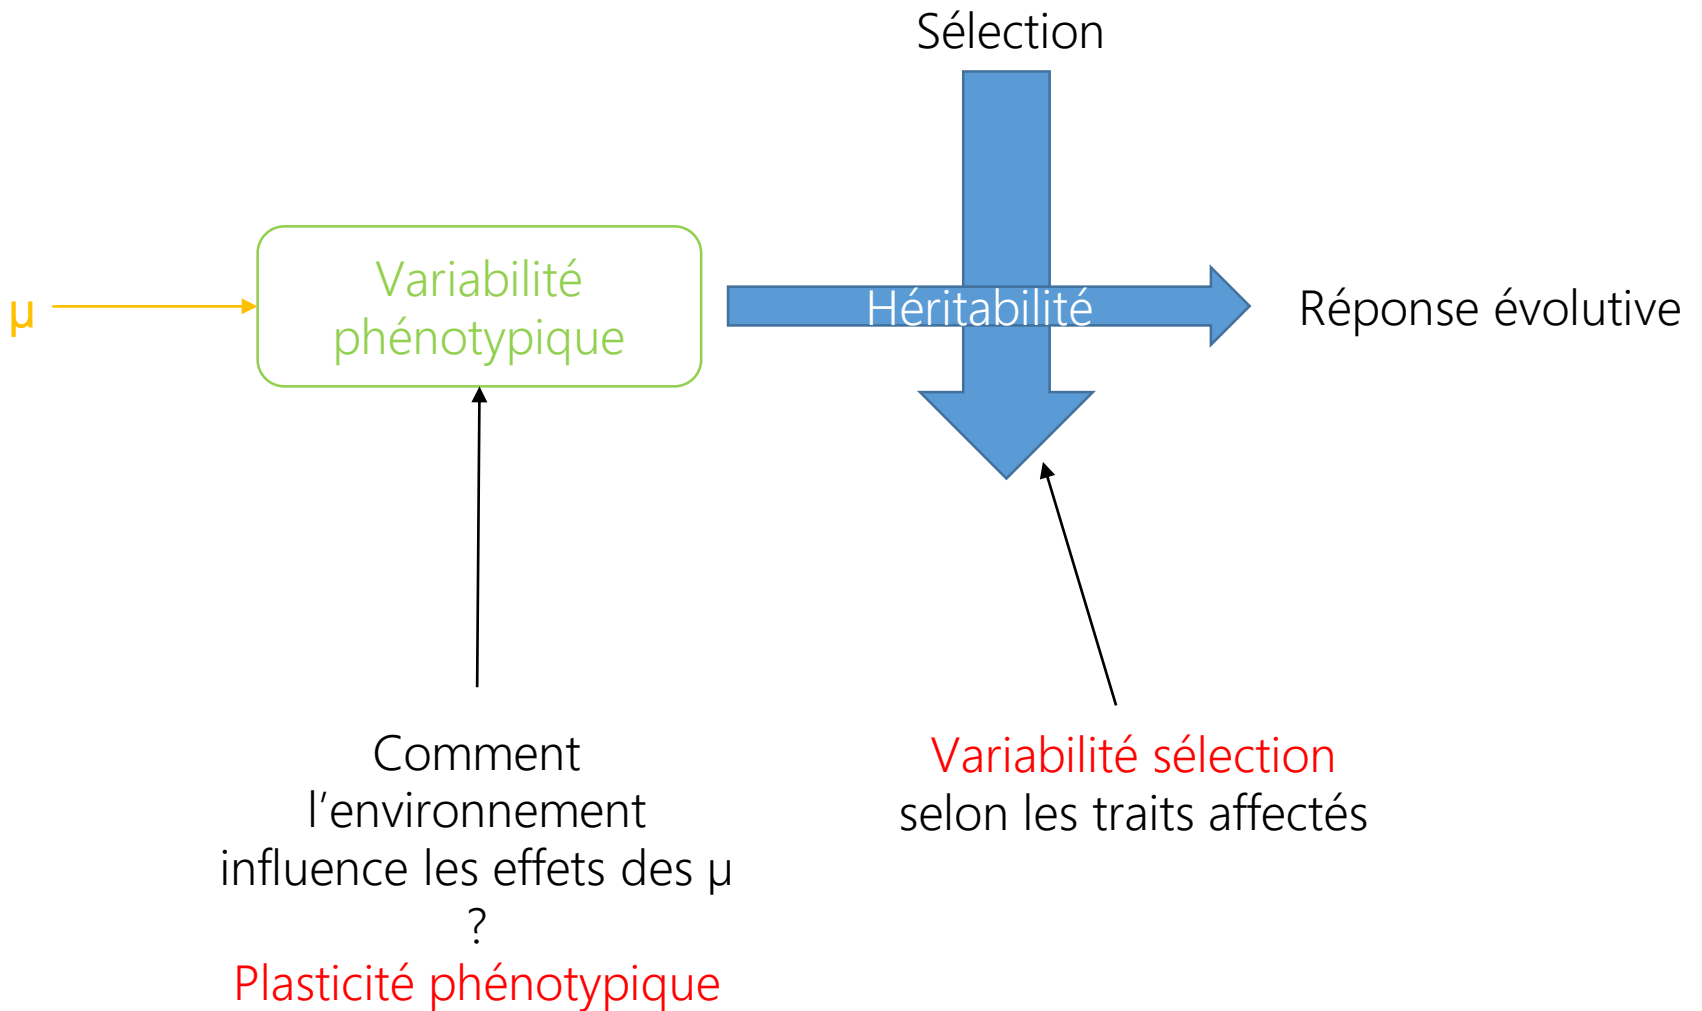 Sélection
µ
Variabilité
phénotypique
Héritabilité
Réponse évolutive
Comment
l’environnement
influence les effets des µ
?
Plasticité phénotypique
Variabilité sélection
selon les traits affectés